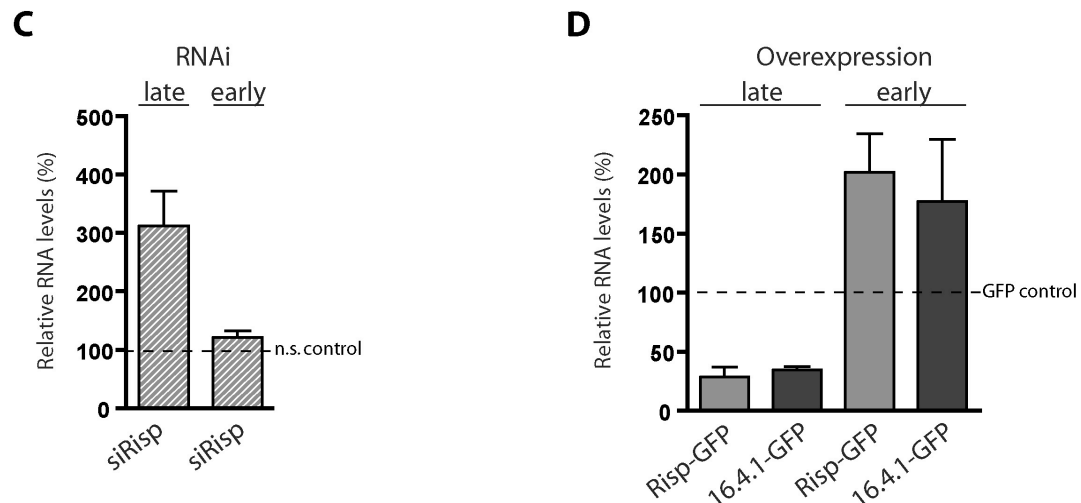 C
RNAi
late early
Relative RNA levels (%)
500
400
300
200
100
0
n.s. control
siRisp siRisp
D
Overexpression
late early
Relative RNA levels (%)
250
200
150
100
50
0
GFP control
Risp-GFP 16.4.1-GFP Risp-GFP 16.4.1-GFP